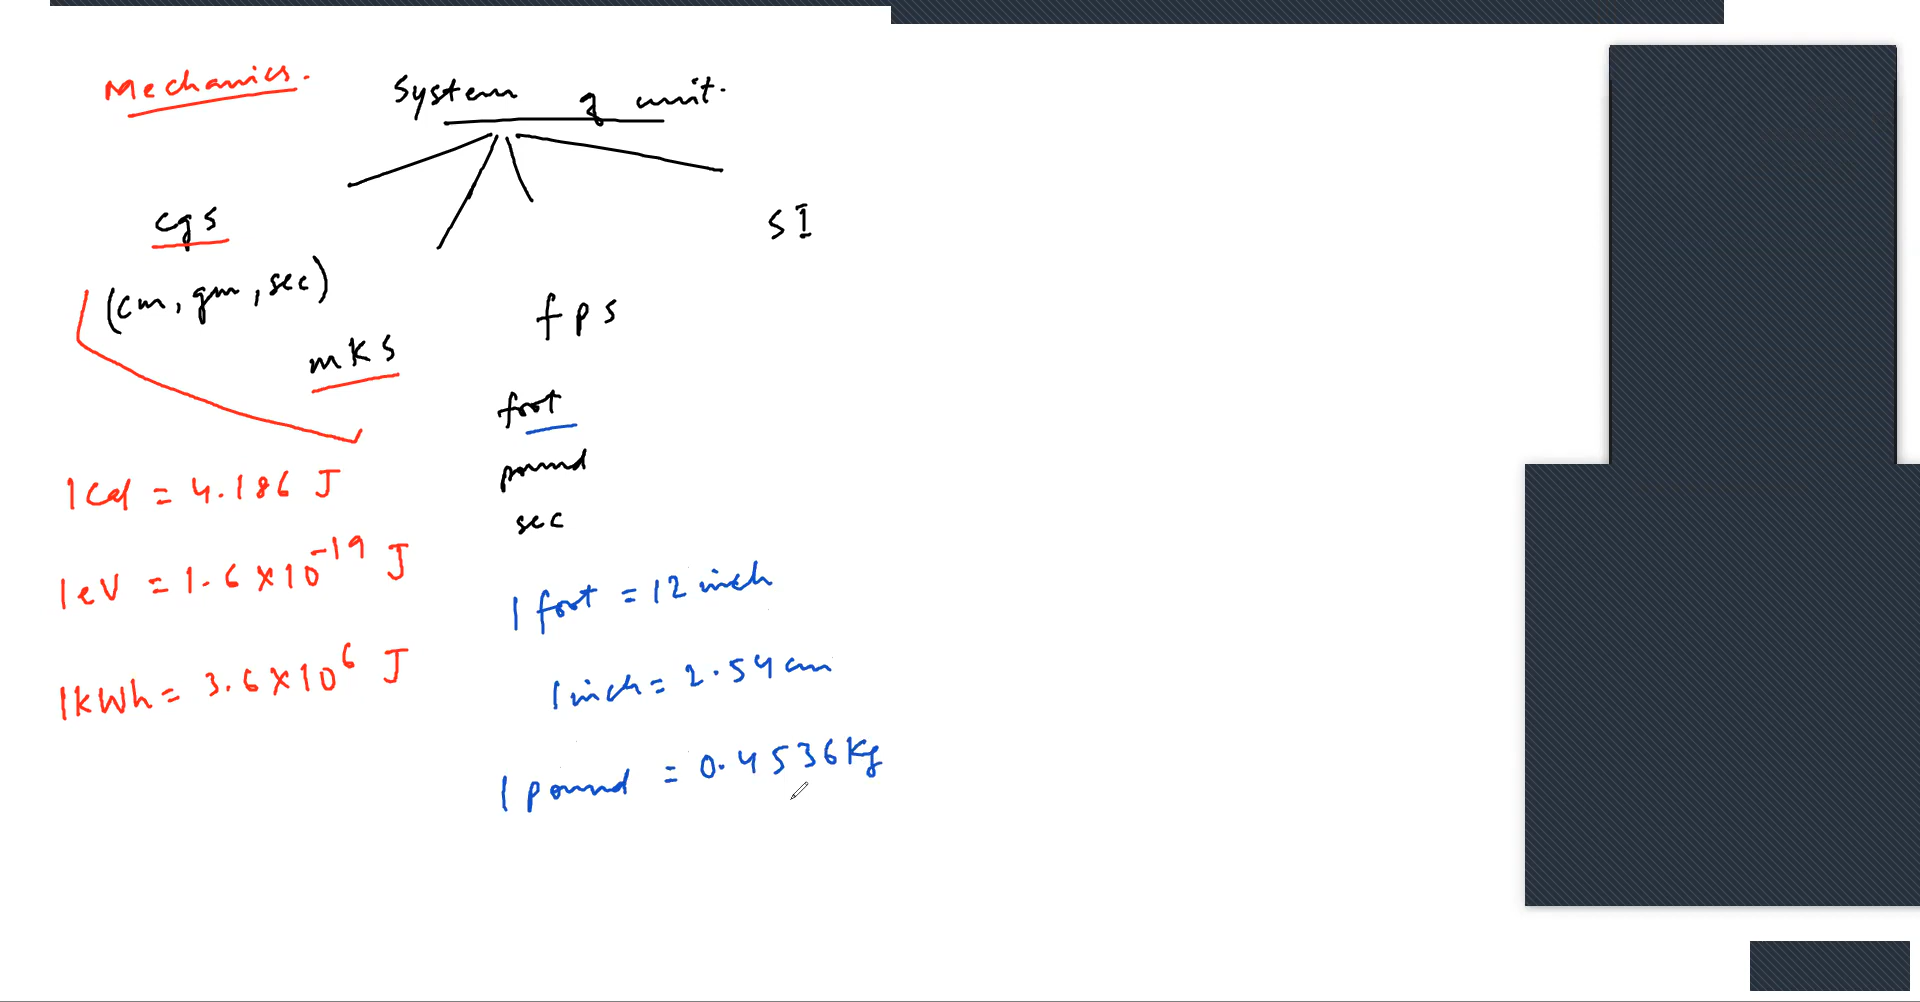 Mechanics.
System of unit.
cgs
(cm, gm, sec)
mks
fps
SI
foot
pound
sec
1 Cal = 4.186 J
1 eV = 1.6 × 10⁻¹⁹ J
1 kWh = 3.6 × 10⁶ J
1 foot = 12 inch
1 inch = 2.54 cm
1 pound = 0.4536 Kg